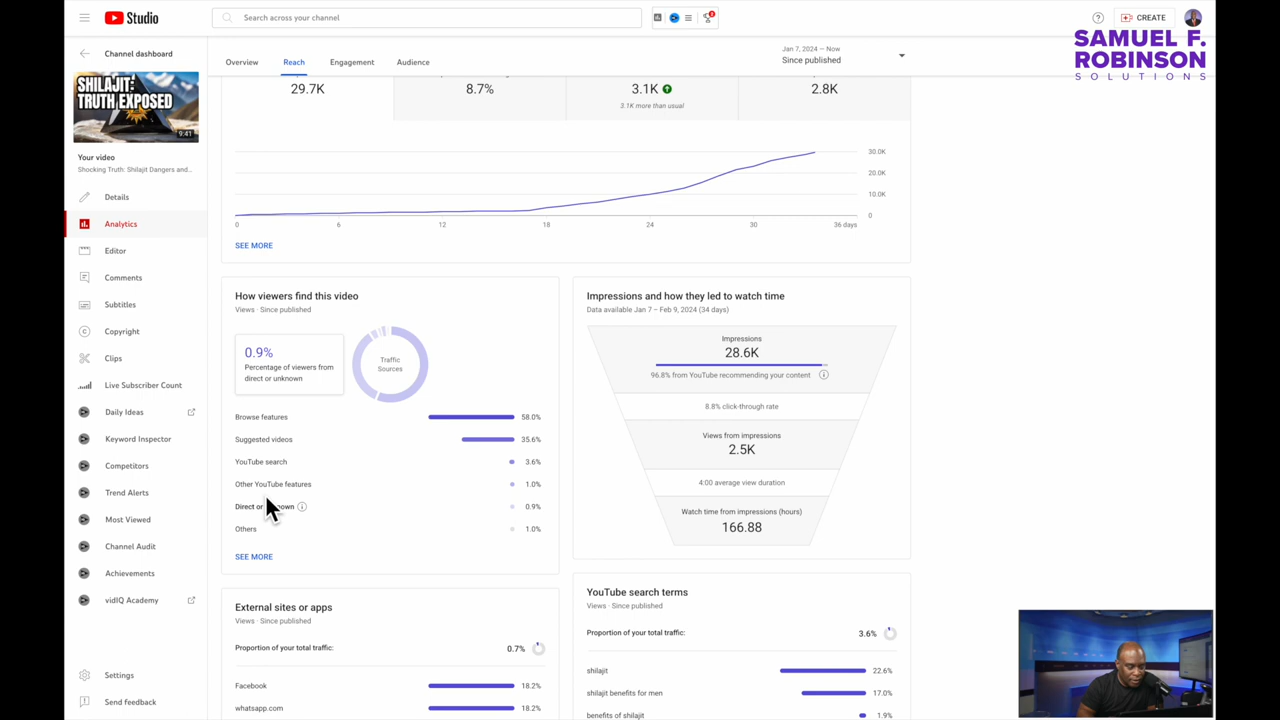 Studio
Search across your channel
CREATE
SAMUEL F.
ROBINSON
SOLUTIONS
Channel dashboard
SHILAJIT:
TRUTH EXPOSED
9:41
Your video
Shocking Truth: Shilajit Dangers and...
Details
Analytics
Editor
Comments
Subtitles
Copyright
Clips
Live Subscriber Count
Daily Ideas
Keyword Inspector
Competitors
Trend Alerts
Most Viewed
Channel Audit
Achievements
vidIQ Academy
Settings
Send feedback
Overview
Reach
Engagement
Audience
Jan 7, 2024 — Now
Since published
29.7K
8.7%
3.1K
3.1K more than usual
2.8K
30.0K
20.0K
10.0K
0
0
6
12
18
24
30
36 days
SEE MORE
How viewers find this video
Views · Since published
0.9%
Percentage of viewers from
direct or unknown
Traffic
Sources
Browse features 58.0%
Suggested videos 35.6%
YouTube search 3.6%
Other YouTube features 1.0%
Direct or known 0.9%
Others 1.0%
SEE MORE
Impressions and how they led to watch time
Data available Jan 7 – Feb 9, 2024 (34 days)
Impressions
28.6K
96.8% from YouTube recommending your content
8.8% click-through rate
Views from impressions
2.5K
4:00 average view duration
Watch time from impressions (hours)
166.88
External sites or apps
Views · Since published
Proportion of your total traffic: 0.7%
Facebook 18.2%
whatsapp.com 18.2%
YouTube search terms
Views · Since published
Proportion of your total traffic: 3.6%
shilajit 22.6%
shilajit benefits for men 17.0%
benefits of shilajit 1.9%